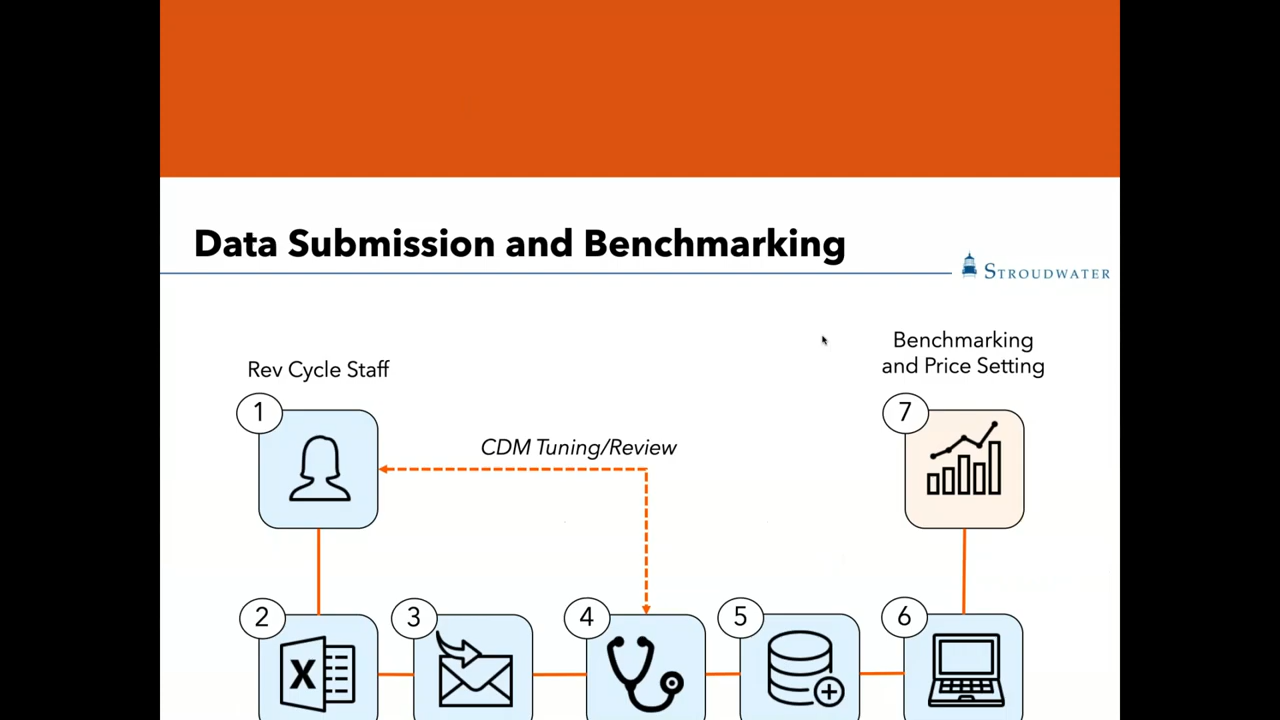 Data Submission and Benchmarking
STROUDWATER
Rev Cycle Staff
Benchmarking
and Price Setting
1
7
CDM Tuning/Review
2
3
4
5
6
X